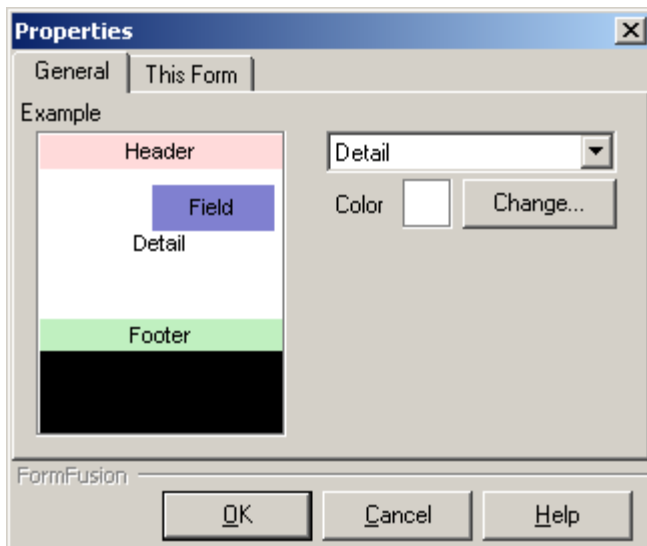 Properties
General This Form
Example
Header
Detail
Field
Color Change...
Detail
Footer
FormFusion
OK Cancel Help